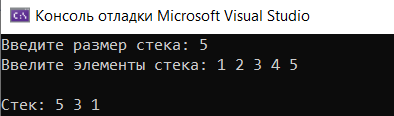 Консоль отладки Microsoft Visual Studio
Введите размер стека: 5
Ввелите элементы стека: 1 2 3 4 5
Стек: 5 3 1